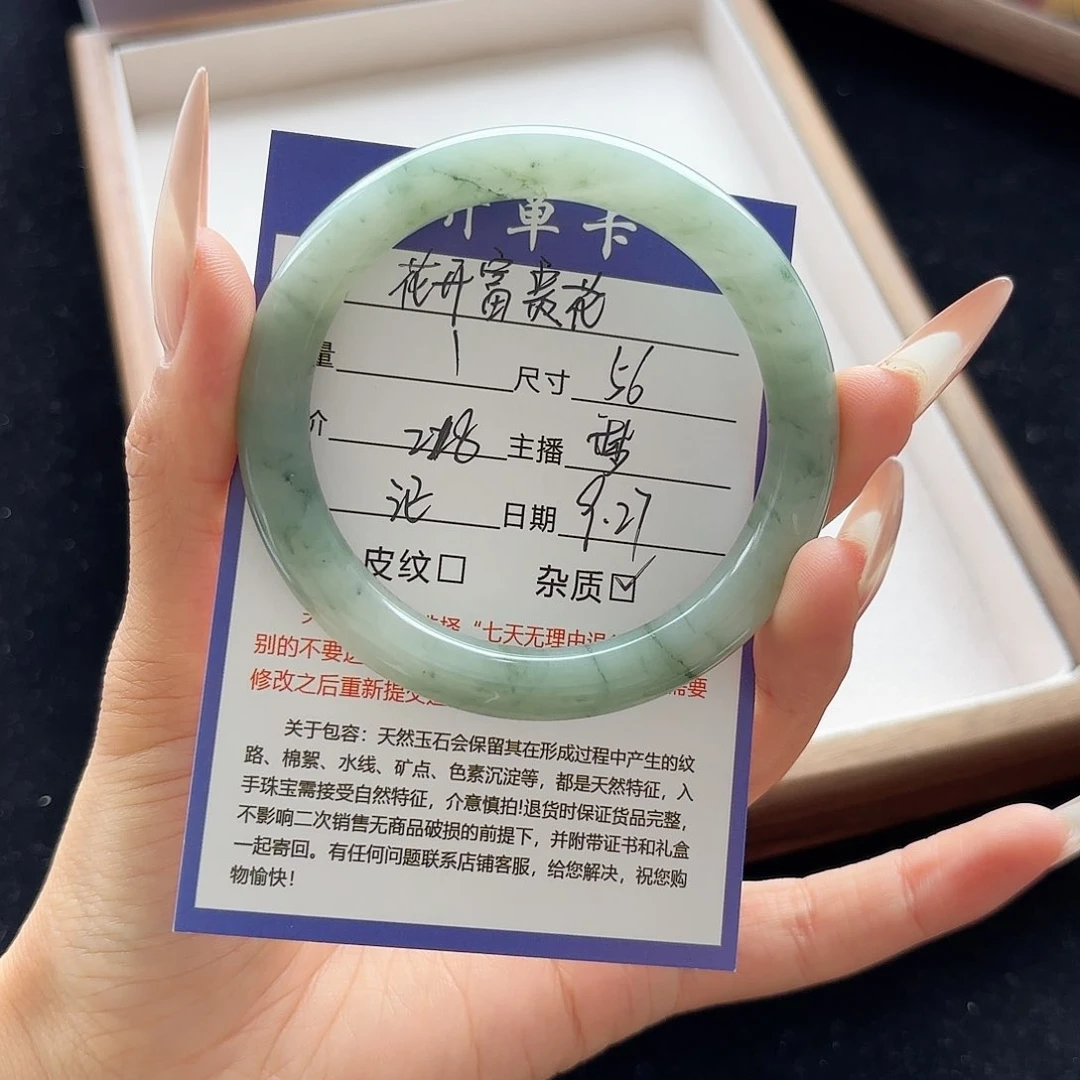 开单卡
花开富贵花
量 1 尺寸 56
价 2218 主播
记 日期 9.27
皮纹□ 杂质☑
择“七天无理由退
别的不要选 需要
修改之后重新提交
关于包容：天然玉石会保留其在形成过程中产生的纹
路、棉絮、水线、矿点、色素沉淀等，都是天然特征，入
手珠宝需接受自然特征，介意慎拍!退货时保证货品完整，
不影响二次销售无商品破损的前提下，并附带证书和礼盒
一起寄回。有任何问题联系店铺客服，给您解决，祝您购
物愉快！